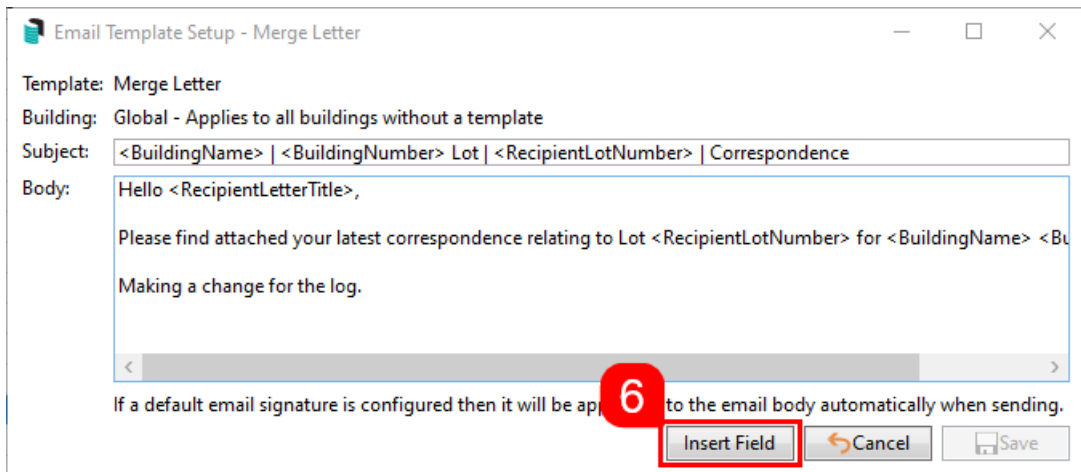 Email Template Setup - Merge Letter
Template: Merge Letter
Building: Global - Applies to all buildings without a template
Subject: <BuildingName> | <BuildingNumber> Lot | <RecipientLotNumber> | Correspondence
Body: Hello <RecipientLetterTitle>,
Please find attached your latest correspondence relating to Lot <RecipientLotNumber> for <BuildingName>
Making a change for the log.
6
If a default email signature is configured then it will be to the email body automatically when sending.
Insert Field Cancel Save